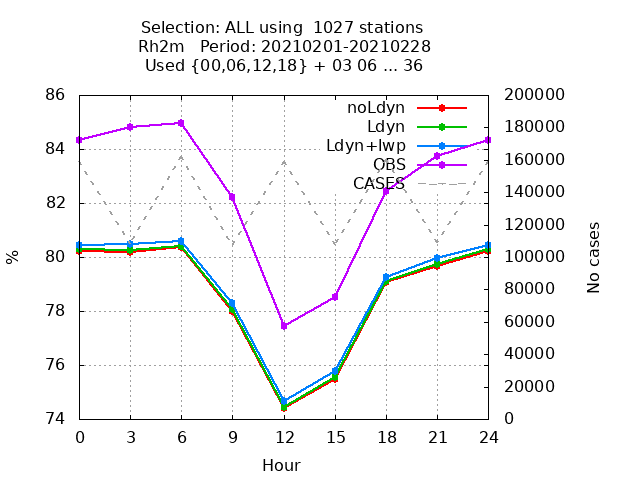 Selection: ALL using  1027 stations
Rh2m   Period: 20210201-20210228
Used {00,06,12,18} + 03 06 ... 36
86
84
82
80
78
76
74
%
200000
180000
160000
140000
120000
100000
80000
60000
40000
20000
0
No cases
noLdyn
Ldyn
Ldyn+lwp
OBS
CASES
0 3 6 9 12 15 18 21 24
Hour